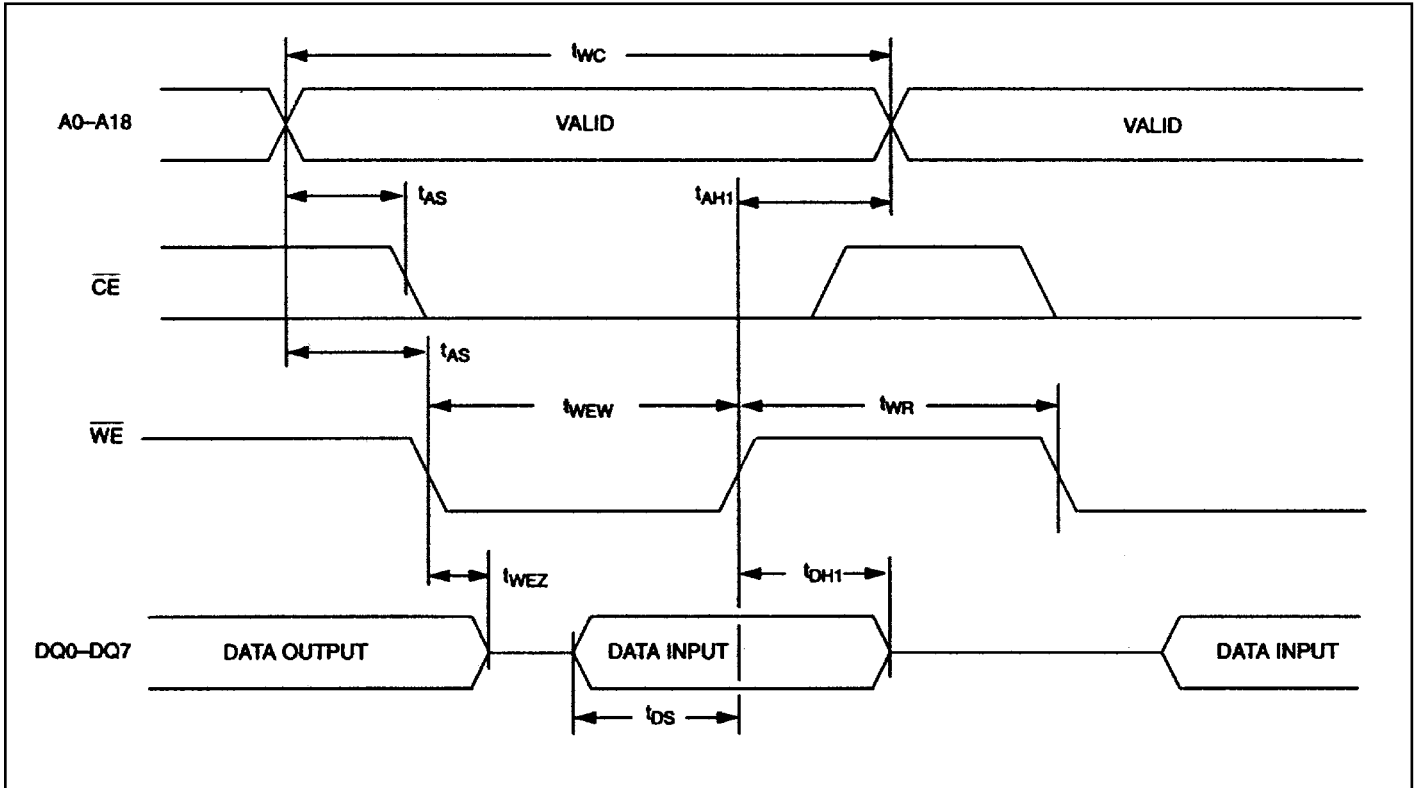 tWC
A0–A18 VALID VALID
tAS tAH1
CE
tAS
tWEW tWR
WE
tWEZ tDH1
DQ0–DQ7 DATA OUTPUT DATA INPUT DATA INPUT
tDS